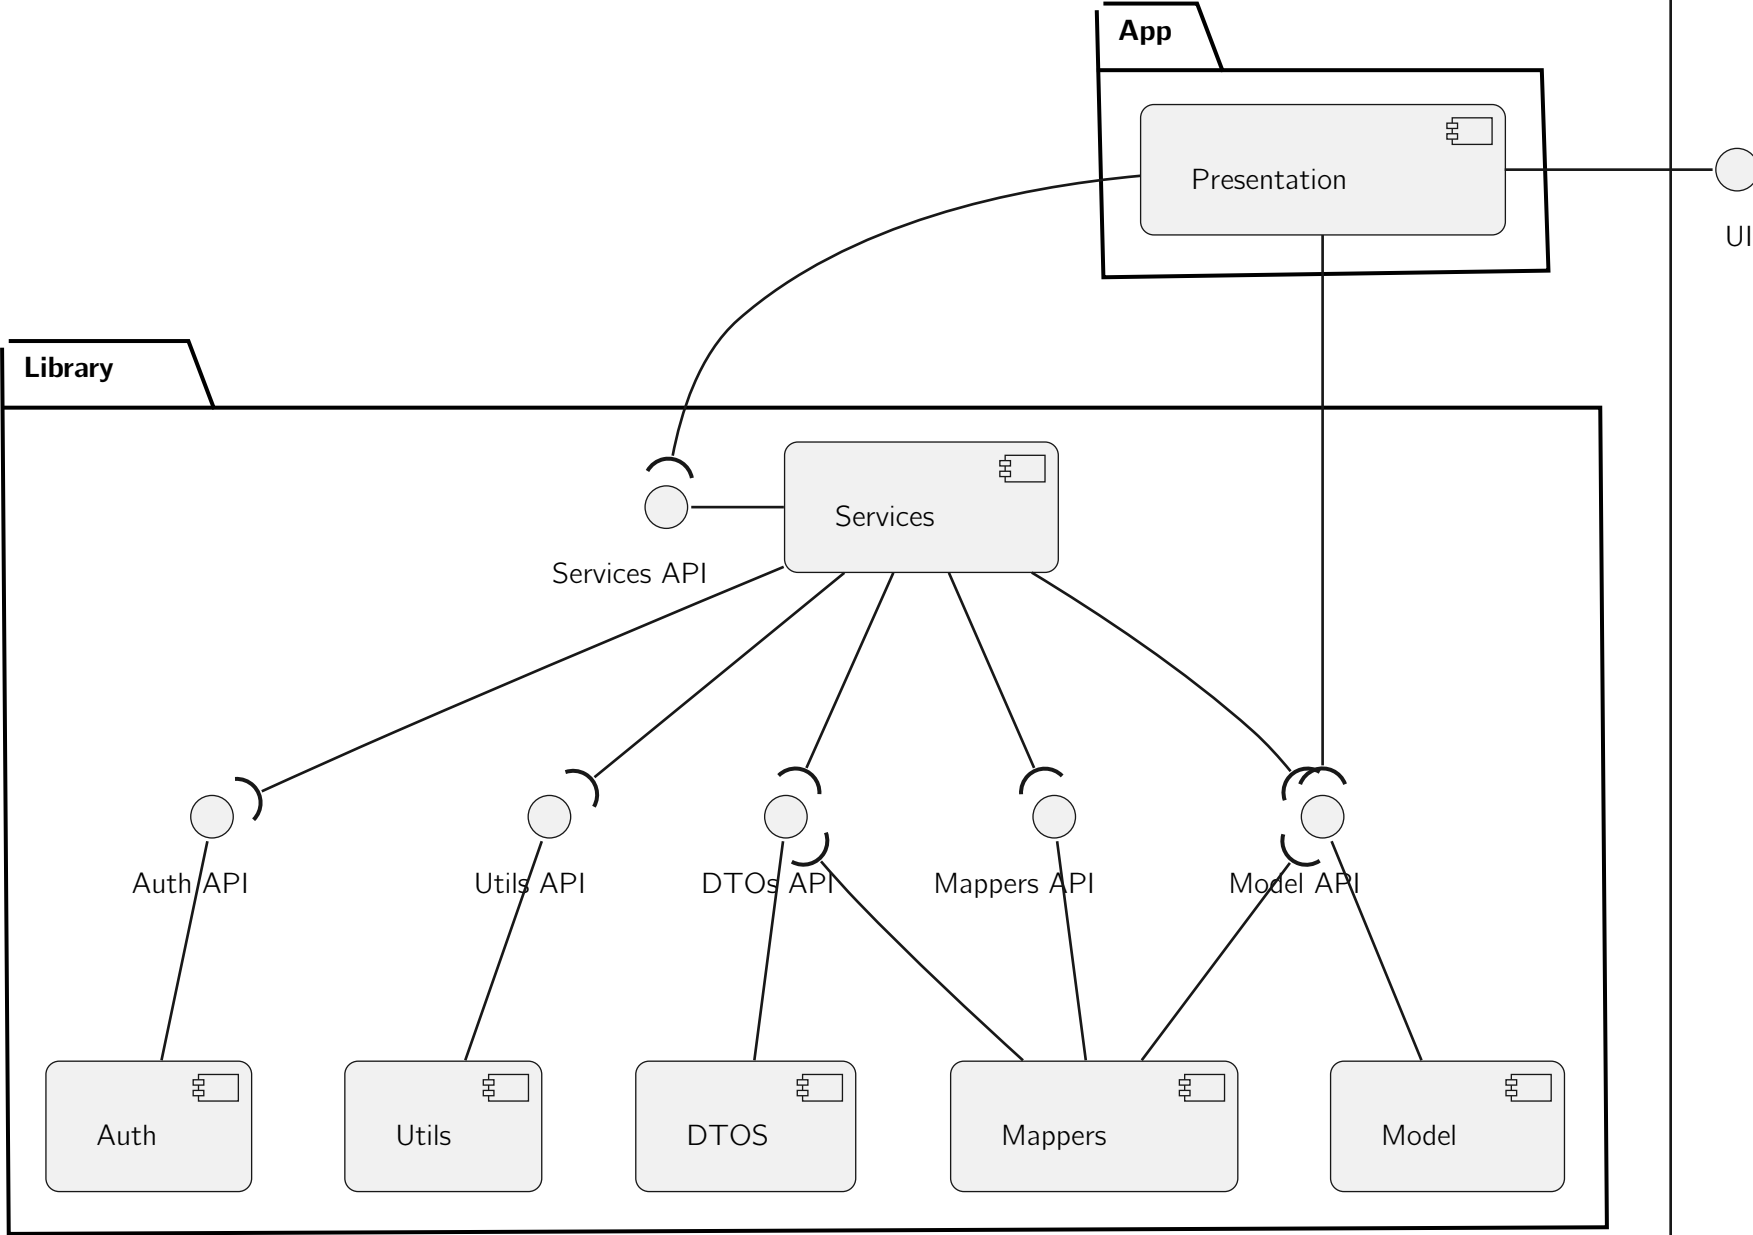 App
Presentation
UI
Library
Services
Services API
Auth API
Utils API
DTOs API
Mappers API
Model API
Auth
Utils
DTOS
Mappers
Model